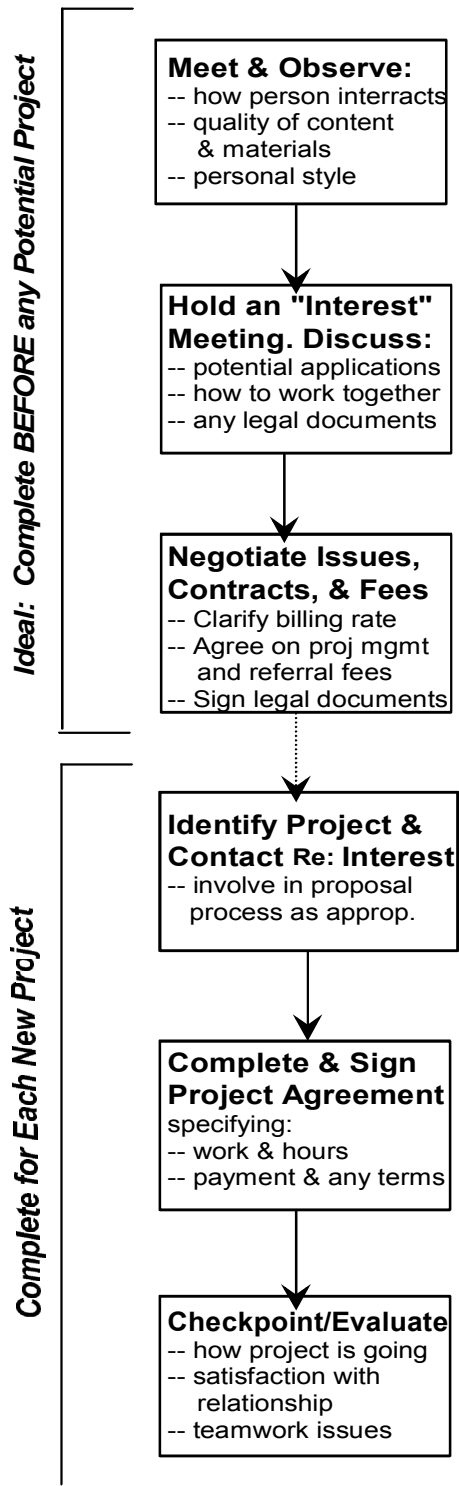 Ideal:  Complete BEFORE any Potential Project
Meet & Observe:
-- how person interracts
-- quality of content
& materials
-- personal style
Hold an "Interest"
Meeting. Discuss:
-- potential applications
-- how to work together
-- any legal documents
Negotiate Issues,
Contracts, & Fees
-- Clarify billing rate
-- Agree on proj mgmt
and referral fees
-- Sign legal documents
Complete for Each New Project
Identify Project &
Contact Re: Interest
-- involve in proposal
process as approp.
Complete & Sign
Project Agreement
specifying:
-- work & hours
-- payment & any terms
Checkpoint/Evaluate
-- how project is going
-- satisfaction with
relationship
-- teamwork issues